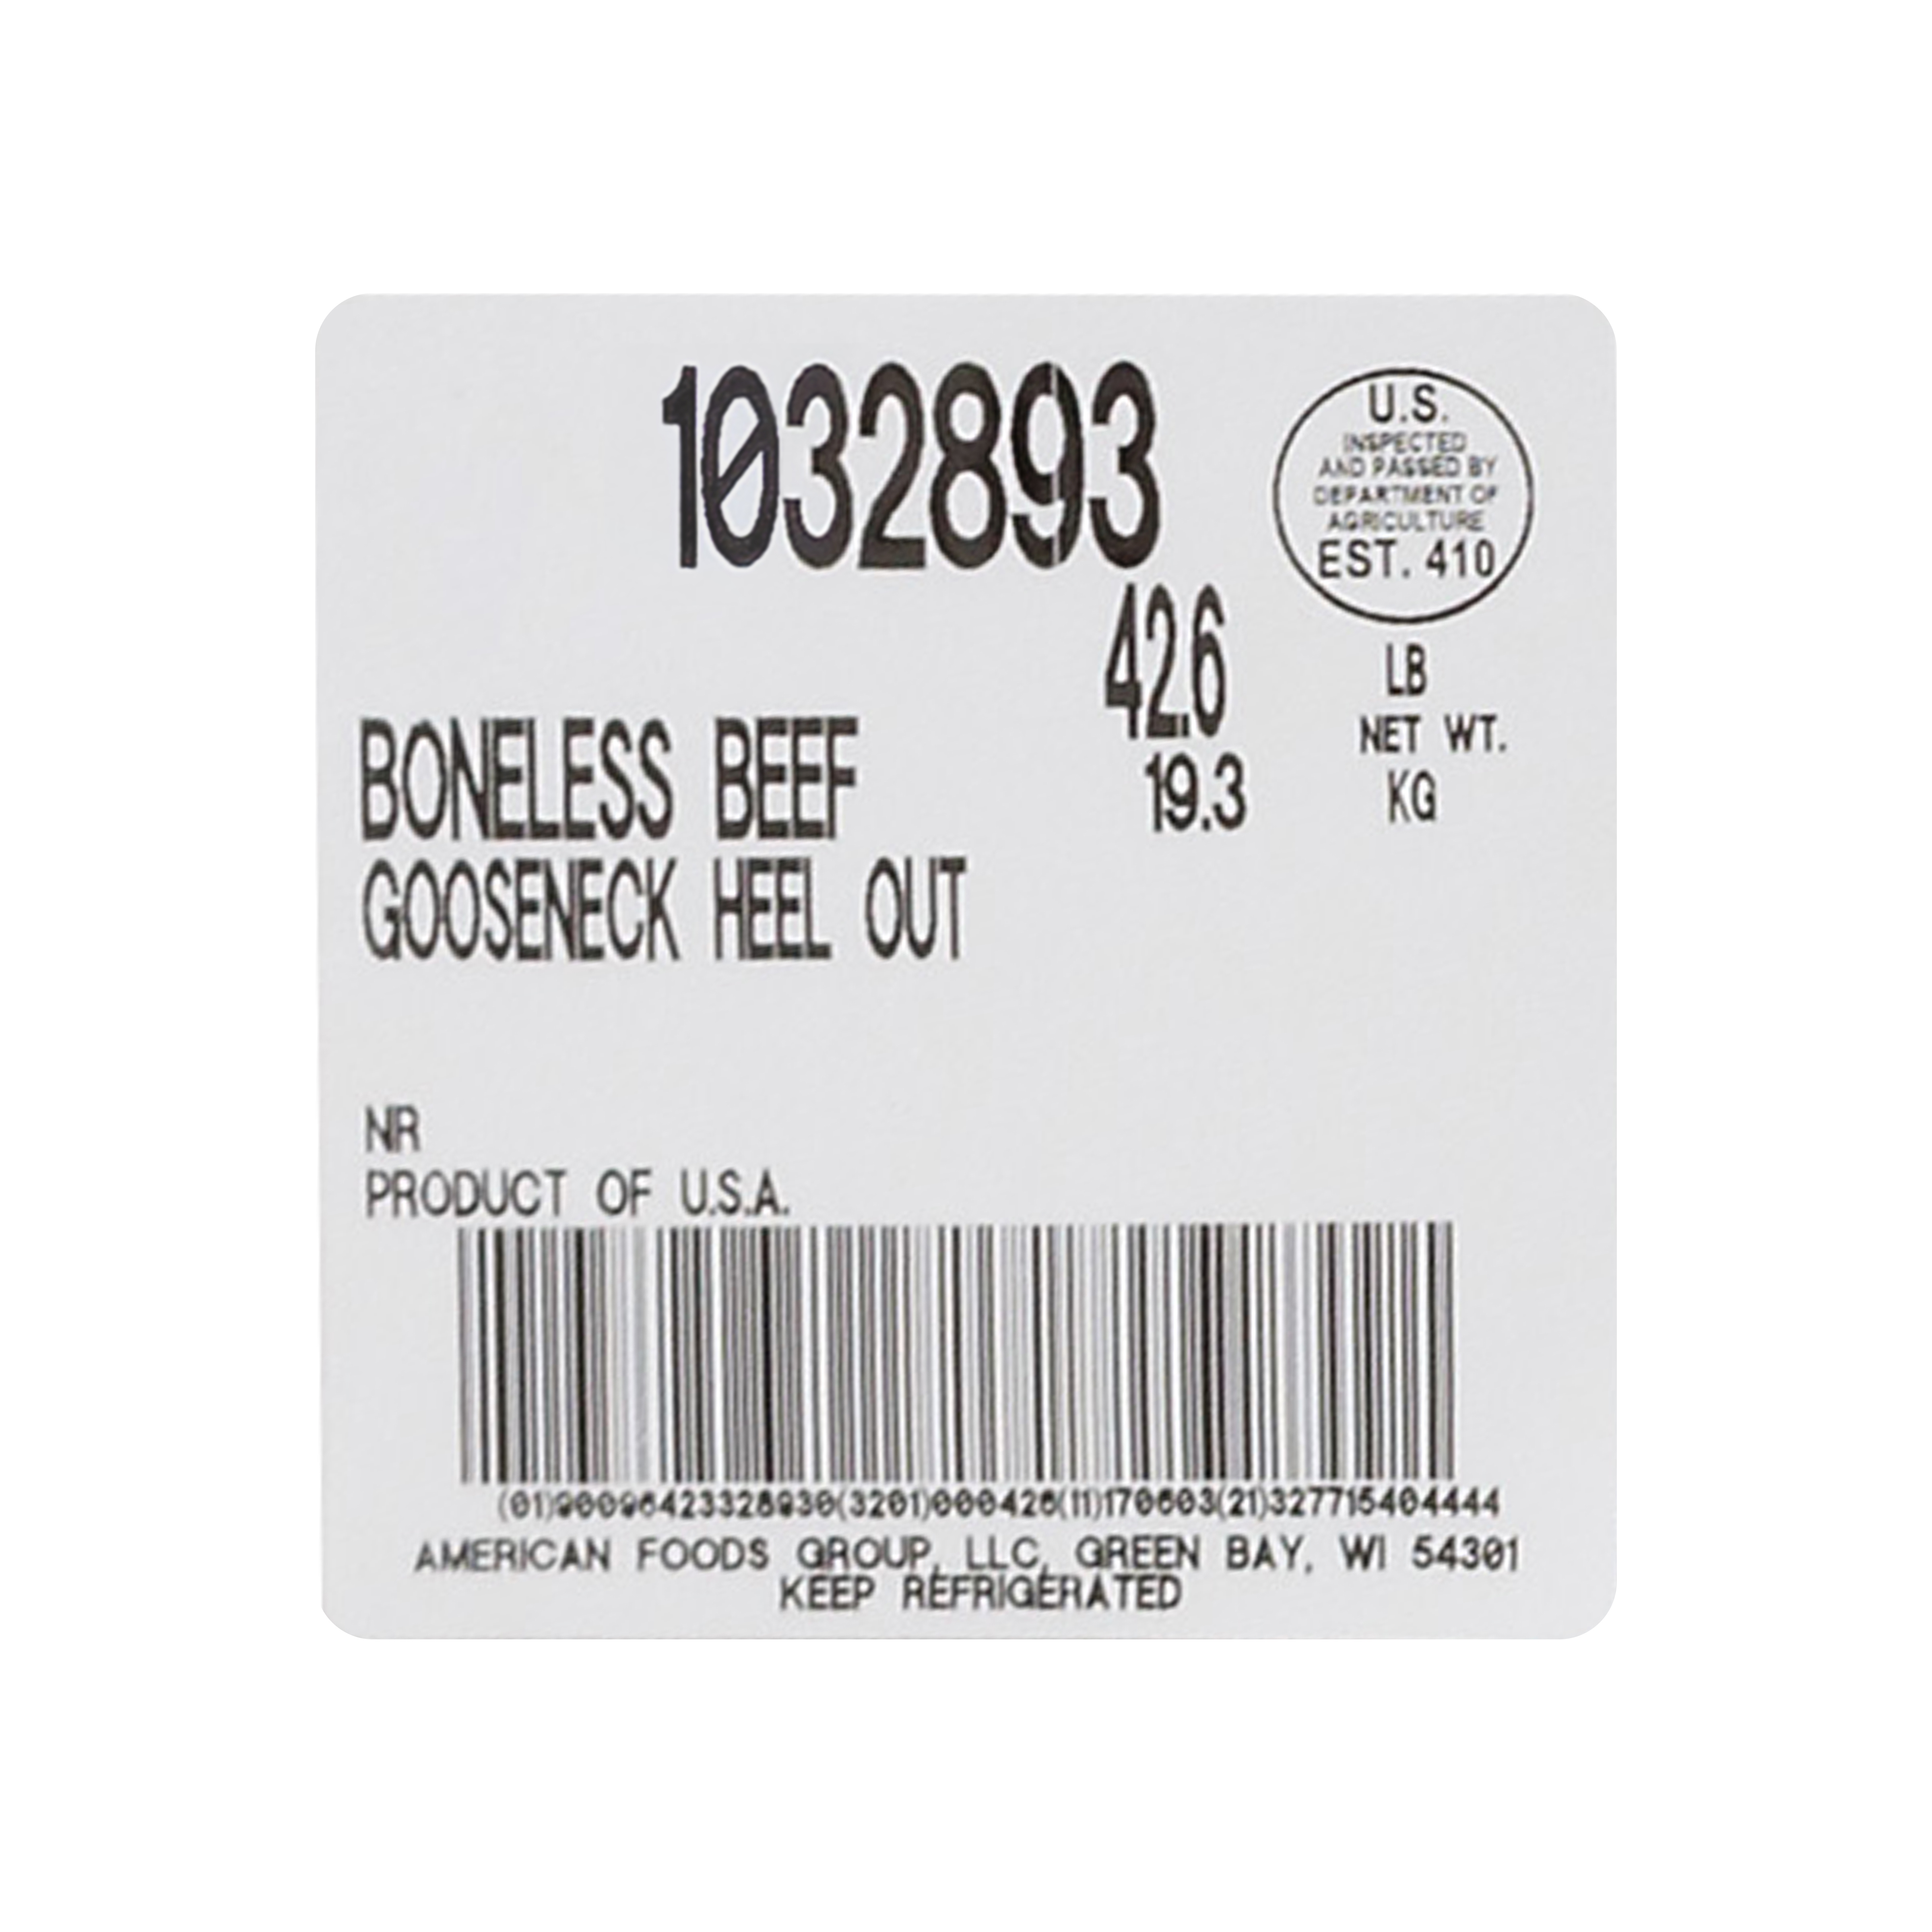 1032893
U.S.
INSPECTED
AND PASSED BY
DEPARTMENT OF
AGRICULTURE
EST. 410
42.6 LB
NET WT.
19.3 KG
BONELESS BEEF
GOOSENECK HEEL OUT
NR
PRODUCT OF U.S.A.
(01)90096423328930(3201)000426(11)170603(21)327715404444
AMERICAN FOODS GROUP, LLC, GREEN BAY, WI 54301
KEEP REFRIGERATED